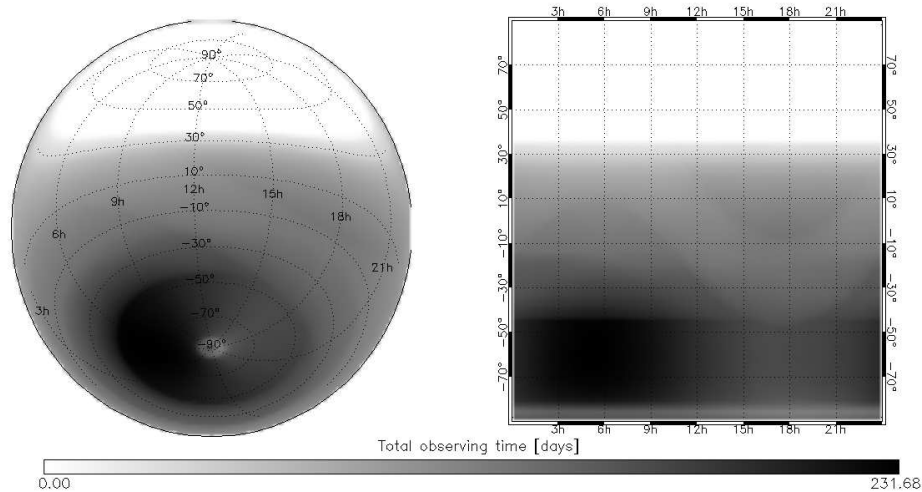 90°
70°
50°
30°
10°
12h
9h
15h
-10°
18h
6h
-30°
21h
-50°
3h
-70°
-90°
3h 6h 9h 12h 15h 18h 21h
70° 70°
50° 50°
30° 30°
10° 10°
-10° -10°
-30° -30°
-50° -50°
-70° -70°
3h 6h 9h 12h 15h 18h 21h
Total observing time [days]
0.00 231.68